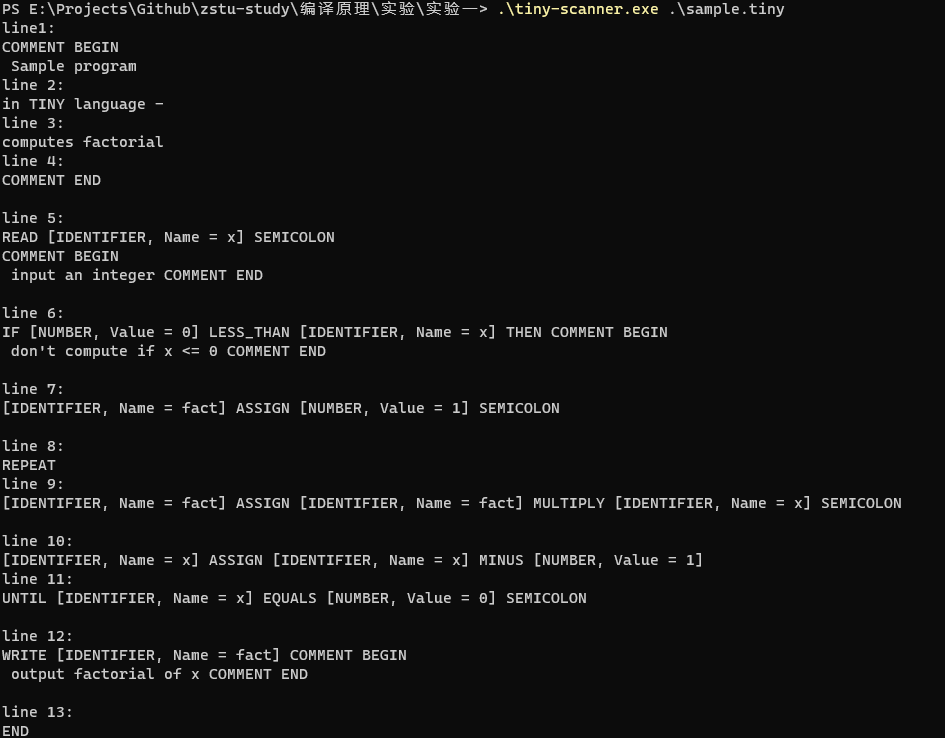 PS E:\Projects\Github\zstu-study\编译原理\实验\实验一> .\tiny-scanner.exe .\sample.tiny
line1:
COMMENT BEGIN
 Sample program
line 2:
in TINY language -
line 3:
computes factorial
line 4:
COMMENT END

line 5:
READ [IDENTIFIER, Name = x] SEMICOLON
COMMENT BEGIN
 input an integer COMMENT END

line 6:
IF [NUMBER, Value = 0] LESS_THAN [IDENTIFIER, Name = x] THEN COMMENT BEGIN
 don't compute if x <= 0 COMMENT END

line 7:
[IDENTIFIER, Name = fact] ASSIGN [NUMBER, Value = 1] SEMICOLON

line 8:
REPEAT
line 9:
[IDENTIFIER, Name = fact] ASSIGN [IDENTIFIER, Name = fact] MULTIPLY [IDENTIFIER, Name = x] SEMICOLON

line 10:
[IDENTIFIER, Name = x] ASSIGN [IDENTIFIER, Name = x] MINUS [NUMBER, Value = 1]
line 11:
UNTIL [IDENTIFIER, Name = x] EQUALS [NUMBER, Value = 0] SEMICOLON

line 12:
WRITE [IDENTIFIER, Name = fact] COMMENT BEGIN
 output factorial of x COMMENT END

line 13:
END